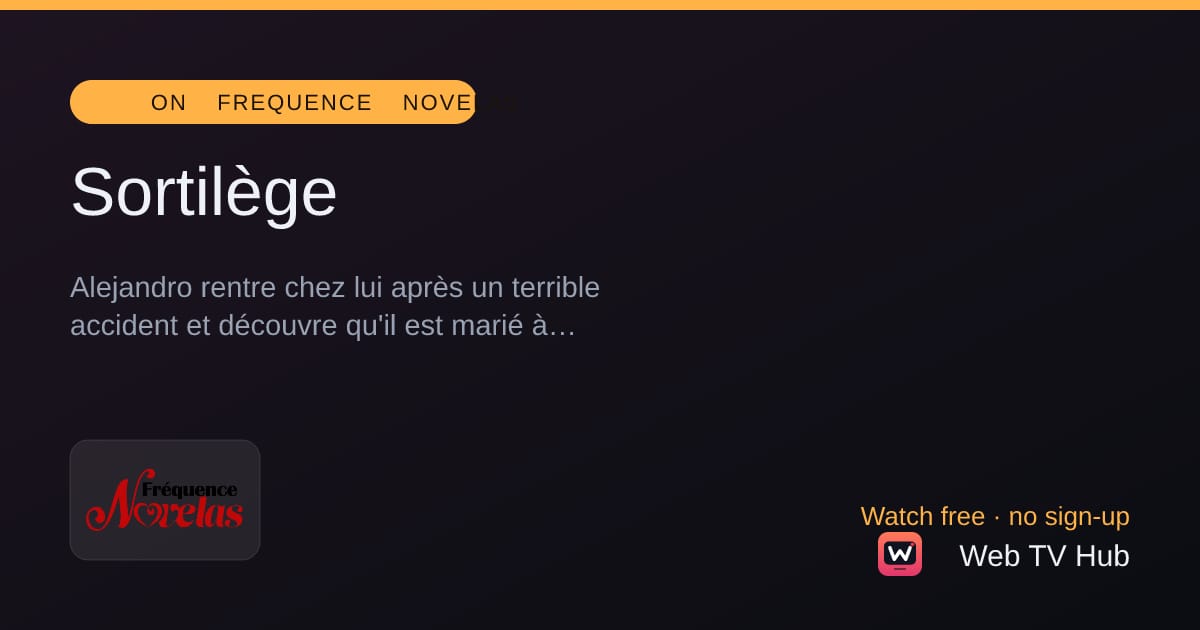 ON FREQUENCE NOVELAS
Sortilège
Alejandro rentre chez lui après un terrible
accident et découvre qu'il est marié à…
Fréquence
Novelas
Watch free · no sign-up
W
Web TV Hub